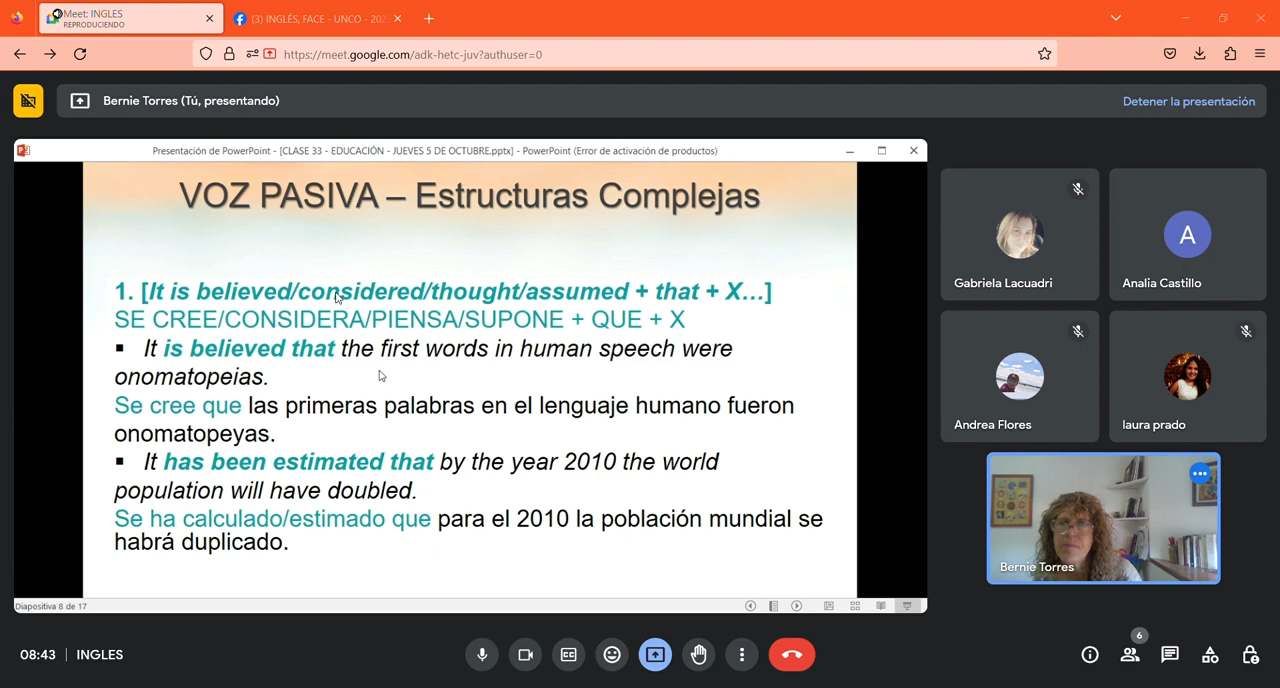 Meet: INGLES
REPRODUCIENDO
(3) INGLÉS, FACE - UNCO - 202
https://meet.google.com/adk-hetc-juv?authuser=0
Bernie Torres (Tú, presentando)
Detener la presentación
Presentación de PowerPoint - [CLASE 33 - EDUCACIÓN - JUEVES 5 DE OCTUBRE.pptx] - PowerPoint (Error de activación de productos)
VOZ PASIVA – Estructuras Complejas
1. [It is believed/considered/thought/assumed + that + X…]
SE CREE/CONSIDERA/PIENSA/SUPONE + QUE + X
▪ It is believed that the first words in human speech were
onomatopeias.
Se cree que las primeras palabras en el lenguaje humano fueron
onomatopeyas.
▪ It has been estimated that by the year 2010 the world
population will have doubled.
Se ha calculado/estimado que para el 2010 la población mundial se
habrá duplicado.
Diapositiva 8 de 17
Gabriela Lacuadri
A
Analia Castillo
Andrea Flores
laura prado
Bernie Torres
08:43 | INGLES
6